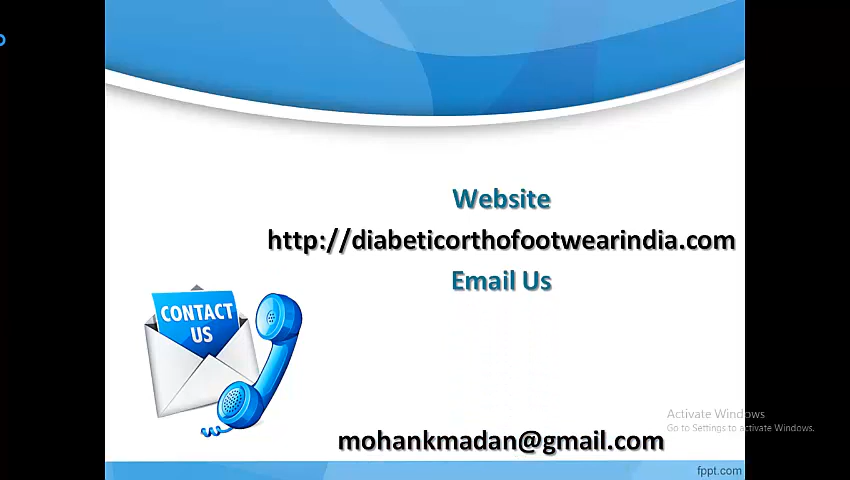 Website
http://diabeticorthofootwearindia.com
Email Us
CONTACT
US
mohankmadan@gmail.com
Activate Windows
Go to Settings to activate Windows.
fppt.com